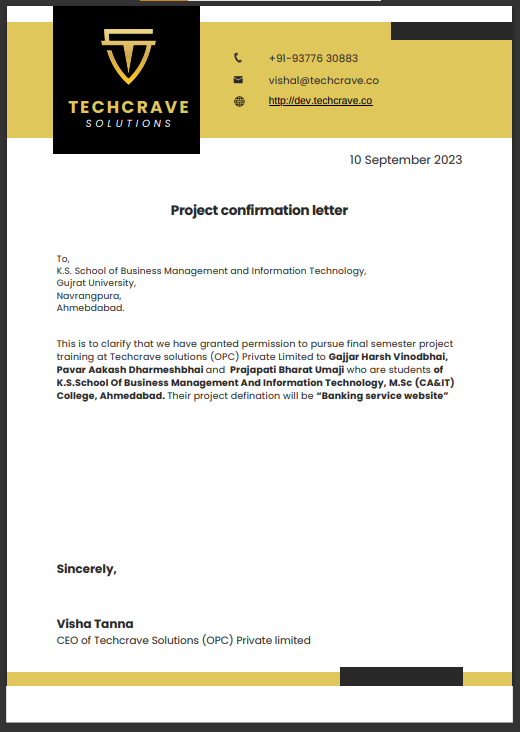 TECHCRAVE
SOLUTIONS
+91-93776 30883
vishal@techcrave.co
http://dev.techcrave.co
10 September 2023
Project confirmation letter
To,
K.S. School of Business Management and Information Technology,
Gujrat University,
Navrangpura,
Ahmebdabad.
This is to clarify that we have granted permission to pursue final semester project
training at Techcrave solutions (OPC) Private Limited to Gajjar Harsh Vinodbhai,
Pavar Aakash Dharmeshbhai and Prajapati Bharat Umaji who are students of
K.S.School Of Business Management And Information Technology, M.Sc (CA&IT)
College, Ahmedabad. Their project defination will be “Banking service website”
Sincerely,
Visha Tanna
CEO of Techcrave Solutions (OPC) Private limited